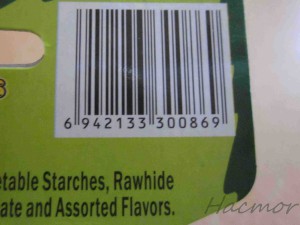 6 942133 300869
etable Starches, Rawhide
ate and Assorted Flavors.
Hacmor